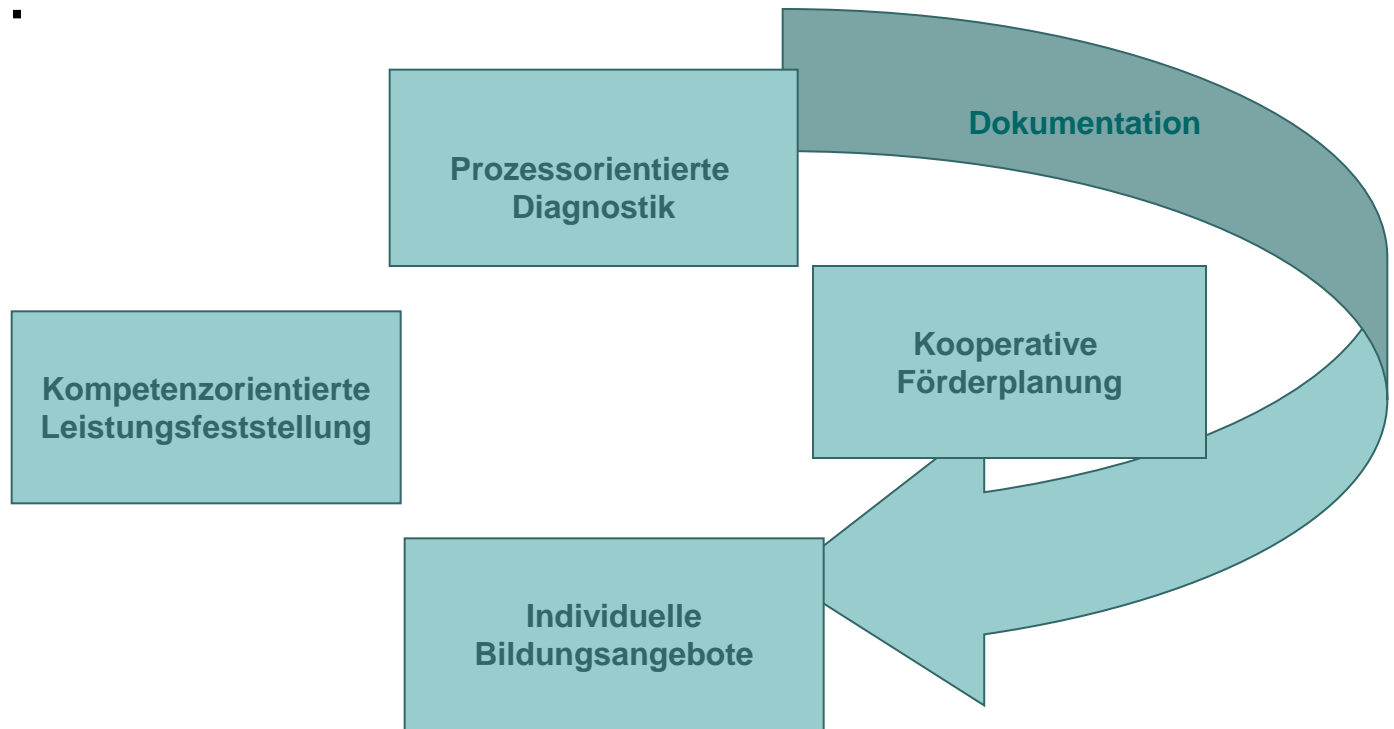 Dokumentation
Prozessorientierte
Diagnostik
Kooperative
Förderplanung
Kompetenzorientierte
Leistungsfeststellung
Individuelle
Bildungsangebote